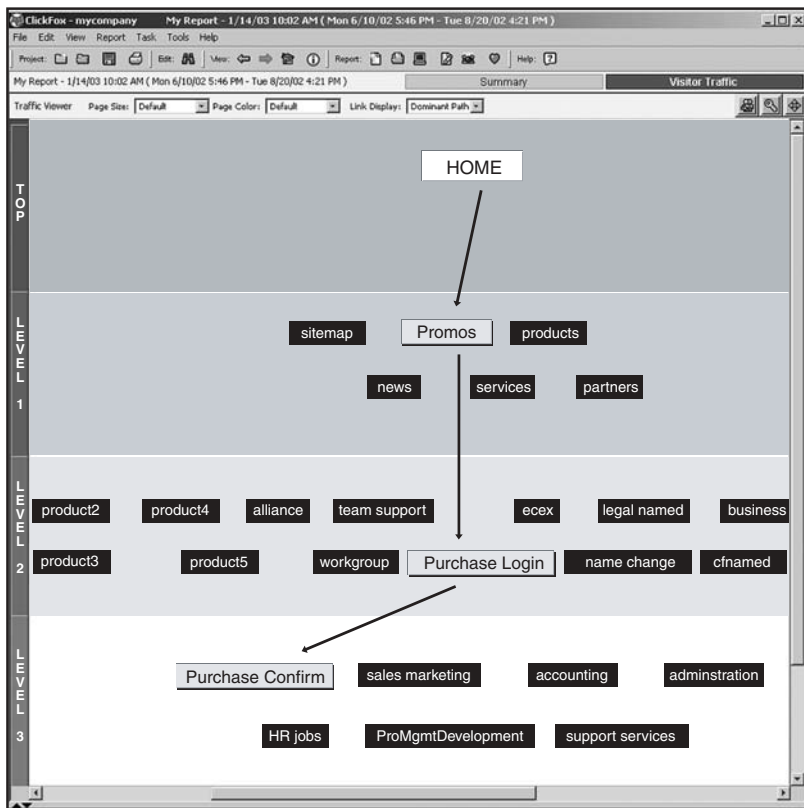 ClickFox - mycompany My Report - 1/14/03 10:02 AM ( Mon 6/10/02 5:46 PM - Tue 8/20/02 4:21 PM )
File Edit View Report Task Tools Help
Project: Edit: View: Report: Help:
My Report - 1/14/03 10:02 AM ( Mon 6/10/02 5:46 PM - Tue 8/20/02 4:21 PM ) Summary Visitor Traffic
Traffic Viewer Page Size: Default Page Color: Default Link Display: Dominant Path
TOP
HOME
LEVEL 1
sitemap Promos products
news services partners
LEVEL 2
product2 product4 alliance team support ecex legal named business
product3 product5 workgroup Purchase Login name change cfnamed
LEVEL 3
Purchase Confirm sales marketing accounting adminstration
HR jobs ProMgmtDevelopment support services